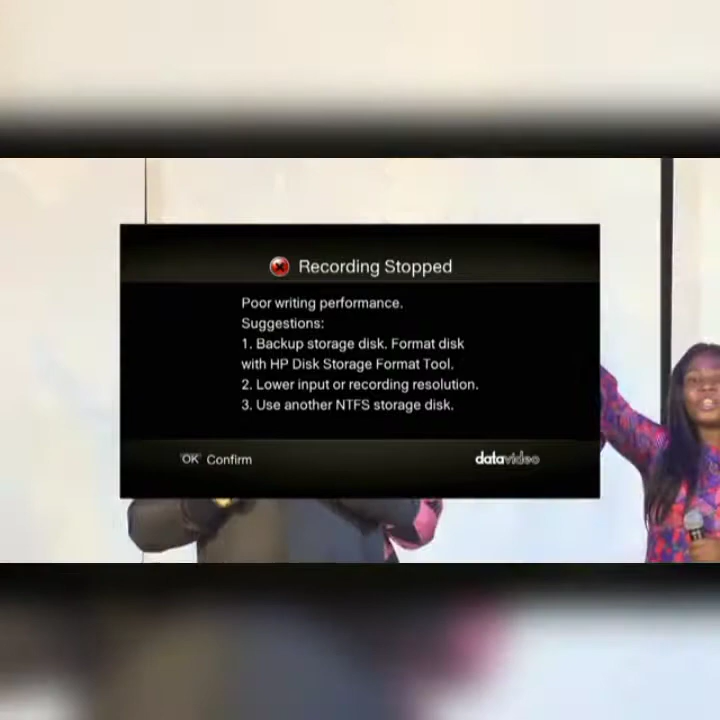 Recording Stopped
Poor writing performance.
Suggestions:
1. Backup storage disk. Format disk
with HP Disk Storage Format Tool.
2. Lower input or recording resolution.
3. Use another NTFS storage disk.
OK Confirm
datavideo